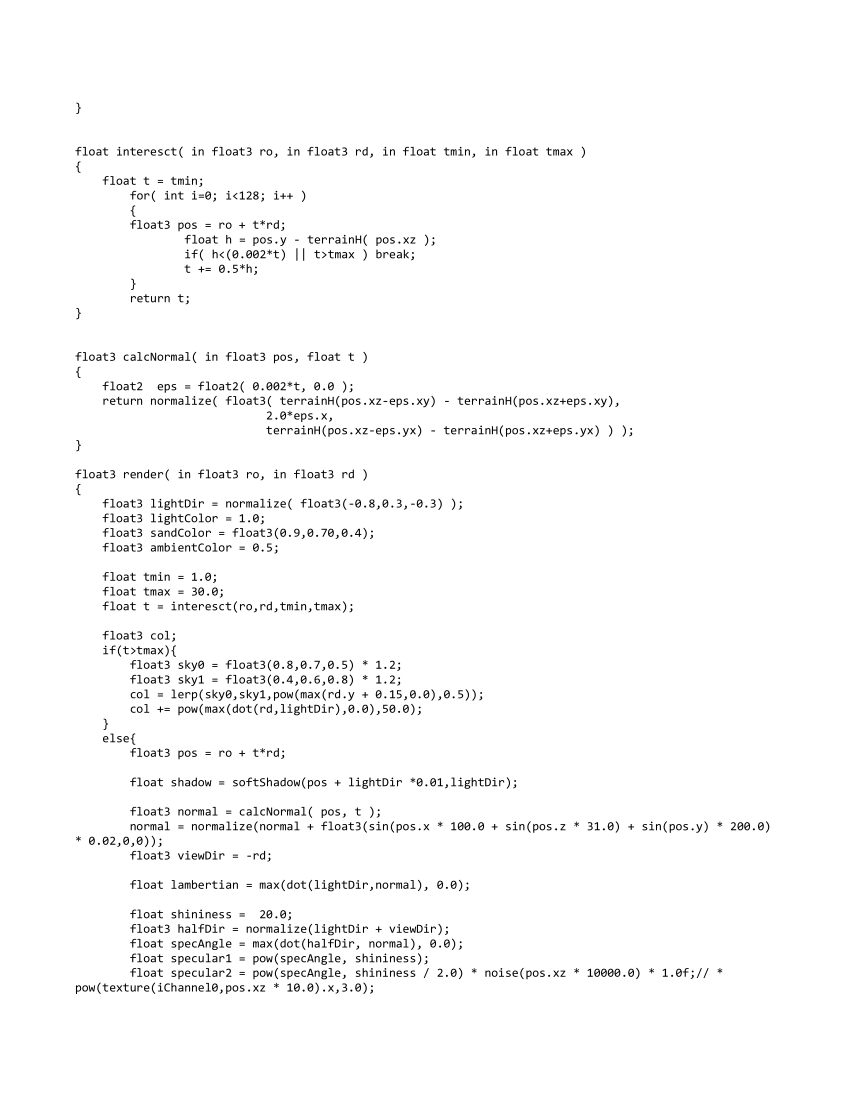 }
float interesct( in float3 ro, in float3 rd, in float tmin, in float tmax )
{
    float t = tmin;
        for( int i=0; i<128; i++ )
        {
        float3 pos = ro + t*rd;
                float h = pos.y - terrainH( pos.xz );
                if( h<(0.002*t) || t>tmax ) break;
                t += 0.5*h;
        }
        return t;
}
float3 calcNormal( in float3 pos, float t )
{
    float2  eps = float2( 0.002*t, 0.0 );
    return normalize( float3( terrainH(pos.xz-eps.xy) - terrainH(pos.xz+eps.xy),
                            2.0*eps.x,
                            terrainH(pos.xz-eps.yx) - terrainH(pos.xz+eps.yx) ) );
}
float3 render( in float3 ro, in float3 rd )
{
    float3 lightDir = normalize( float3(-0.8,0.3,-0.3) );
    float3 lightColor = 1.0;
    float3 sandColor = float3(0.9,0.70,0.4);
    float3 ambientColor = 0.5;
    float tmin = 1.0;
    float tmax = 30.0;
    float t = interesct(ro,rd,tmin,tmax);
    float3 col;
    if(t>tmax){
        float3 sky0 = float3(0.8,0.7,0.5) * 1.2;
        float3 sky1 = float3(0.4,0.6,0.8) * 1.2;
        col = lerp(sky0,sky1,pow(max(rd.y + 0.15,0.0),0.5));
        col += pow(max(dot(rd,lightDir),0.0),50.0);
    }
    else{
        float3 pos = ro + t*rd;
        float shadow = softShadow(pos + lightDir *0.01,lightDir);
        float3 normal = calcNormal( pos, t );
        normal = normalize(normal + float3(sin(pos.x * 100.0 + sin(pos.z * 31.0) + sin(pos.y) * 200.0)
* 0.02,0,0));
        float3 viewDir = -rd;
        float lambertian = max(dot(lightDir,normal), 0.0);
        float shininess =  20.0;
        float3 halfDir = normalize(lightDir + viewDir);
        float specAngle = max(dot(halfDir, normal), 0.0);
        float specular1 = pow(specAngle, shininess);
        float specular2 = pow(specAngle, shininess / 2.0) * noise(pos.xz * 10000.0) * 1.0f;// *
pow(texture(iChannel0,pos.xz * 10.0).x,3.0);